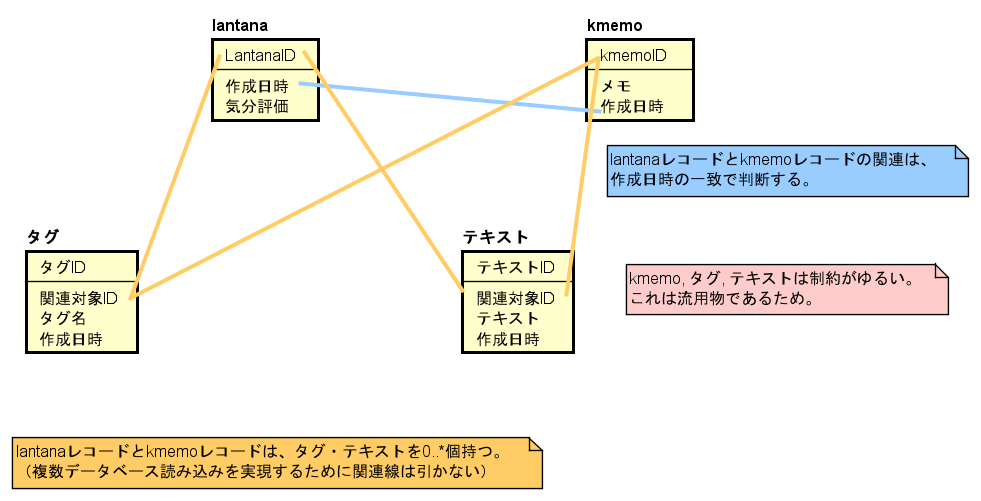 lantana
LantanaID
作成日時
気分評価
kmemo
kmemoID
メモ
作成日時
lantanaレコードとkmemoレコードの関連は、
作成日時の一致で判断する。
タグ
タグID
関連対象ID
タグ名
作成日時
テキスト
テキストID
関連対象ID
テキスト
作成日時
kmemo, タグ, テキストは制約がゆるい。
これは流用物であるため。
lantanaレコードとkmemoレコードは、タグ・テキストを0..*個持つ。
（複数データベース読み込みを実現するために関連線は引かない）